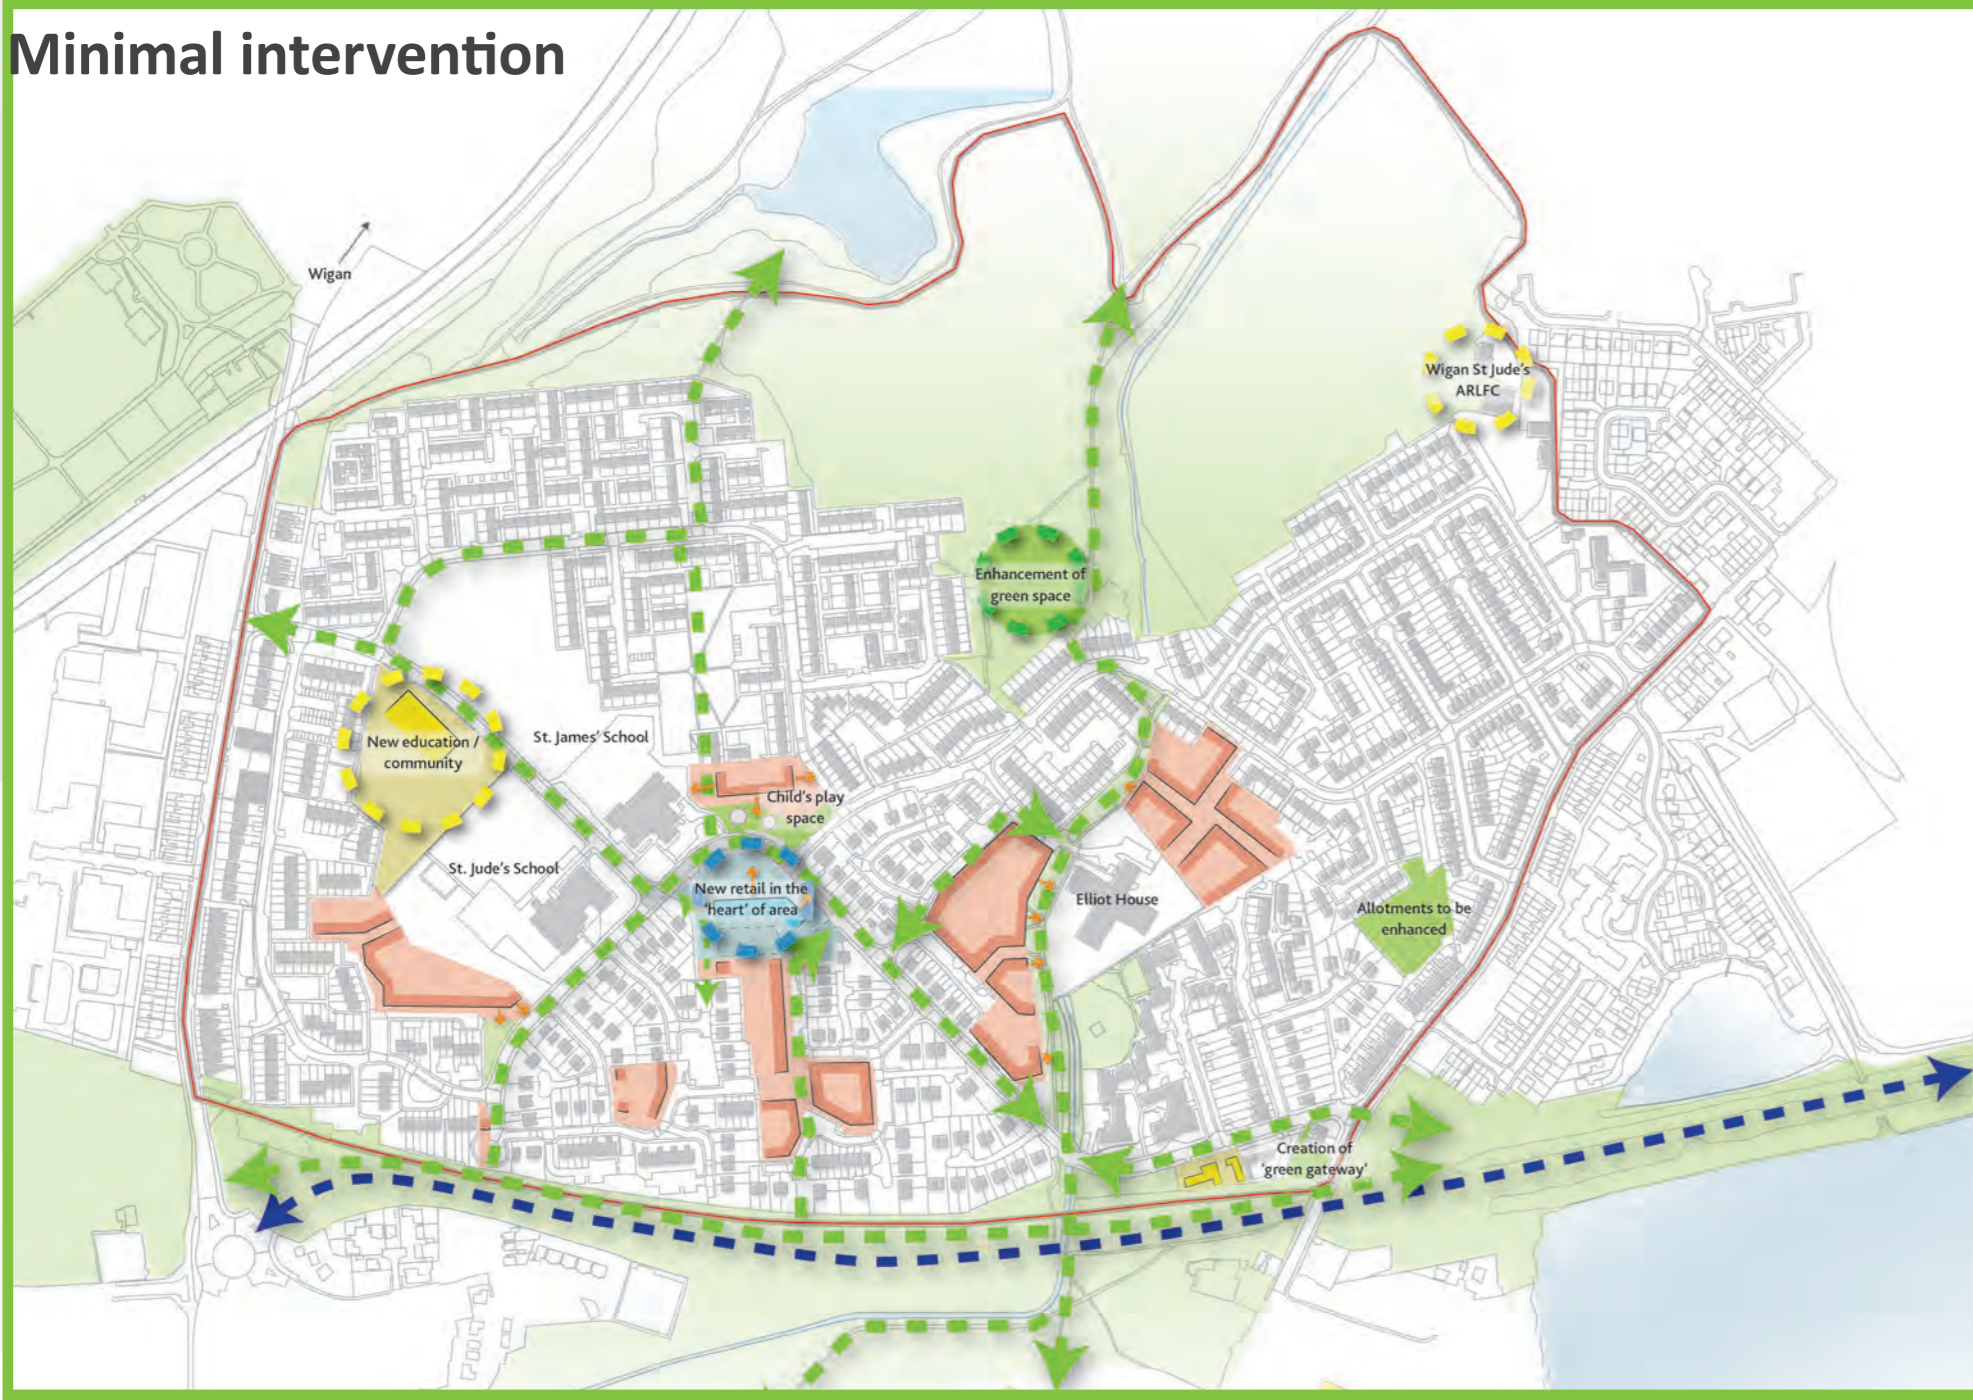 Minimal intervention
Wigan
Wigan St Jude's
ARLFC
Enhancement of
green space
New education /
community
St. James' School
Child's play
space
St. Jude's School
New retail in the
'heart' of area
Elliot House
Allotments to be
enhanced
Creation of
'green gateway'